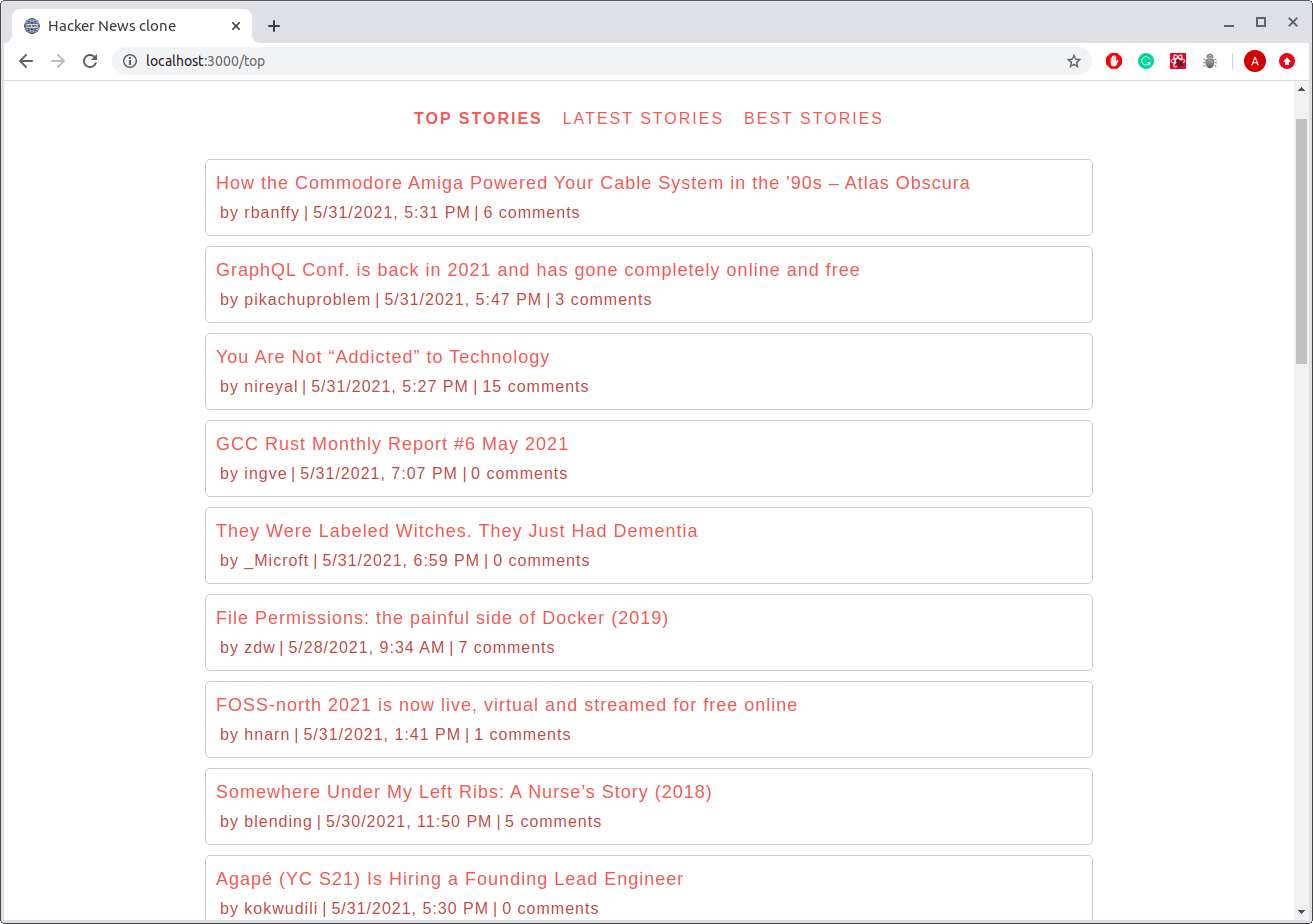 Hacker News clone
localhost:3000/top
A
TOP STORIES LATEST STORIES BEST STORIES
How the Commodore Amiga Powered Your Cable System in the '90s – Atlas Obscura
by rbanffy | 5/31/2021, 5:31 PM | 6 comments
GraphQL Conf. is back in 2021 and has gone completely online and free
by pikachuproblem | 5/31/2021, 5:47 PM | 3 comments
You Are Not “Addicted” to Technology
by nireyal | 5/31/2021, 5:27 PM | 15 comments
GCC Rust Monthly Report #6 May 2021
by ingve | 5/31/2021, 7:07 PM | 0 comments
They Were Labeled Witches. They Just Had Dementia
by _Microft | 5/31/2021, 6:59 PM | 0 comments
File Permissions: the painful side of Docker (2019)
by zdw | 5/28/2021, 9:34 AM | 7 comments
FOSS-north 2021 is now live, virtual and streamed for free online
by hnarn | 5/31/2021, 1:41 PM | 1 comments
Somewhere Under My Left Ribs: A Nurse’s Story (2018)
by blending | 5/30/2021, 11:50 PM | 5 comments
Agapé (YC S21) Is Hiring a Founding Lead Engineer
by kokwudili | 5/31/2021, 5:30 PM | 0 comments